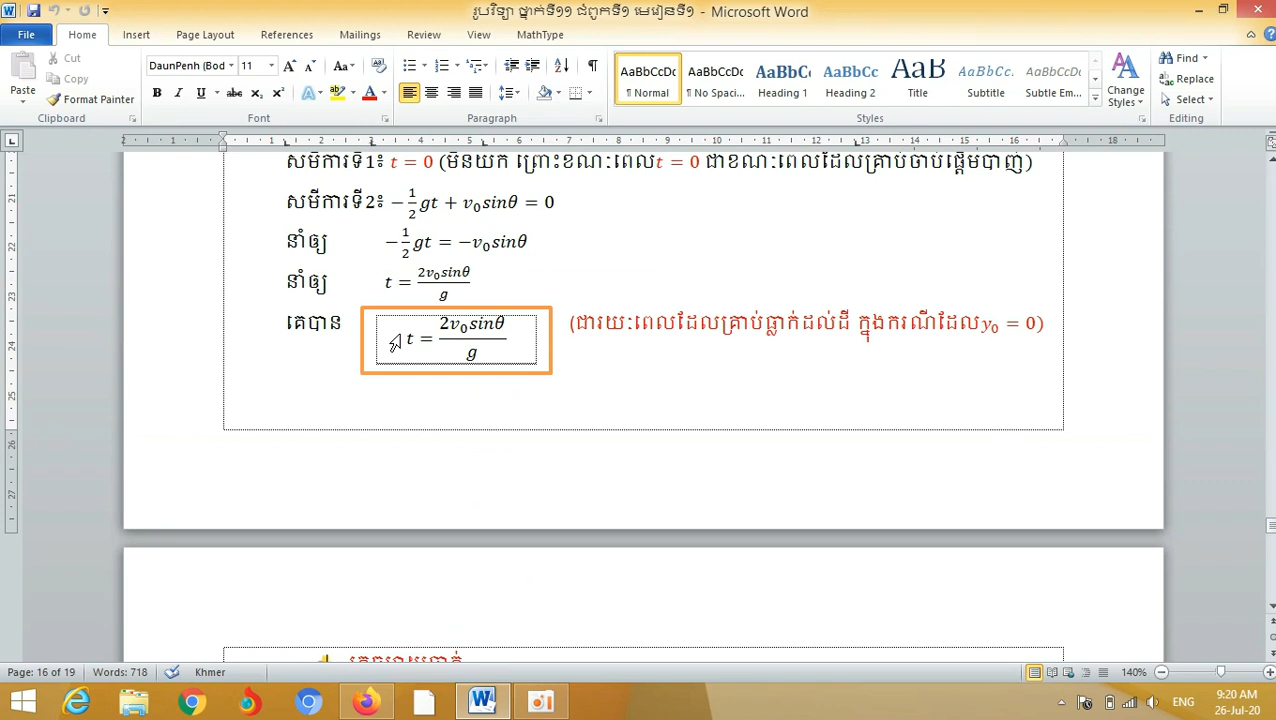 រូបវិទ្យា ថ្នាក់ទី១១ ជំពូកទី១ មេរៀនទី១ - Microsoft Word
File Home Insert Page Layout References Mailings Review View MathType
Cut
Copy
Paste
Format Painter
Clipboard
DaunPenh (Bod 11
Font
Paragraph
AaBbCcDc AaBbCcDc AaBbC AaBbCc AaB AaBbCc. AaBbCcDc
¶ Normal ¶ No Spaci... Heading 1 Heading 2 Title Subtitle Subtle Em...
Change Styles
Styles
Find
Replace
Select
Editing
សមីការទី1៖ t = 0 (មិនយក ព្រោះខណៈពេល t = 0 ជាខណៈពេលដែលគ្រាប់ចាប់ផ្តើមបាញ់)
សមីការទី2៖ −1/2 gt + v₀sinθ = 0
នាំឲ្យ −1/2 gt = −v₀sinθ
នាំឲ្យ t = 2v₀sinθ/g
គេបាន t = 2v₀sinθ/g (ជារយៈពេលដែលគ្រាប់ធ្លាក់ដល់ដី ក្នុងករណីដែល y₀ = 0)
Page: 16 of 19 Words: 718 Khmer 140%
ENG 9:20 AM
26-Jul-20